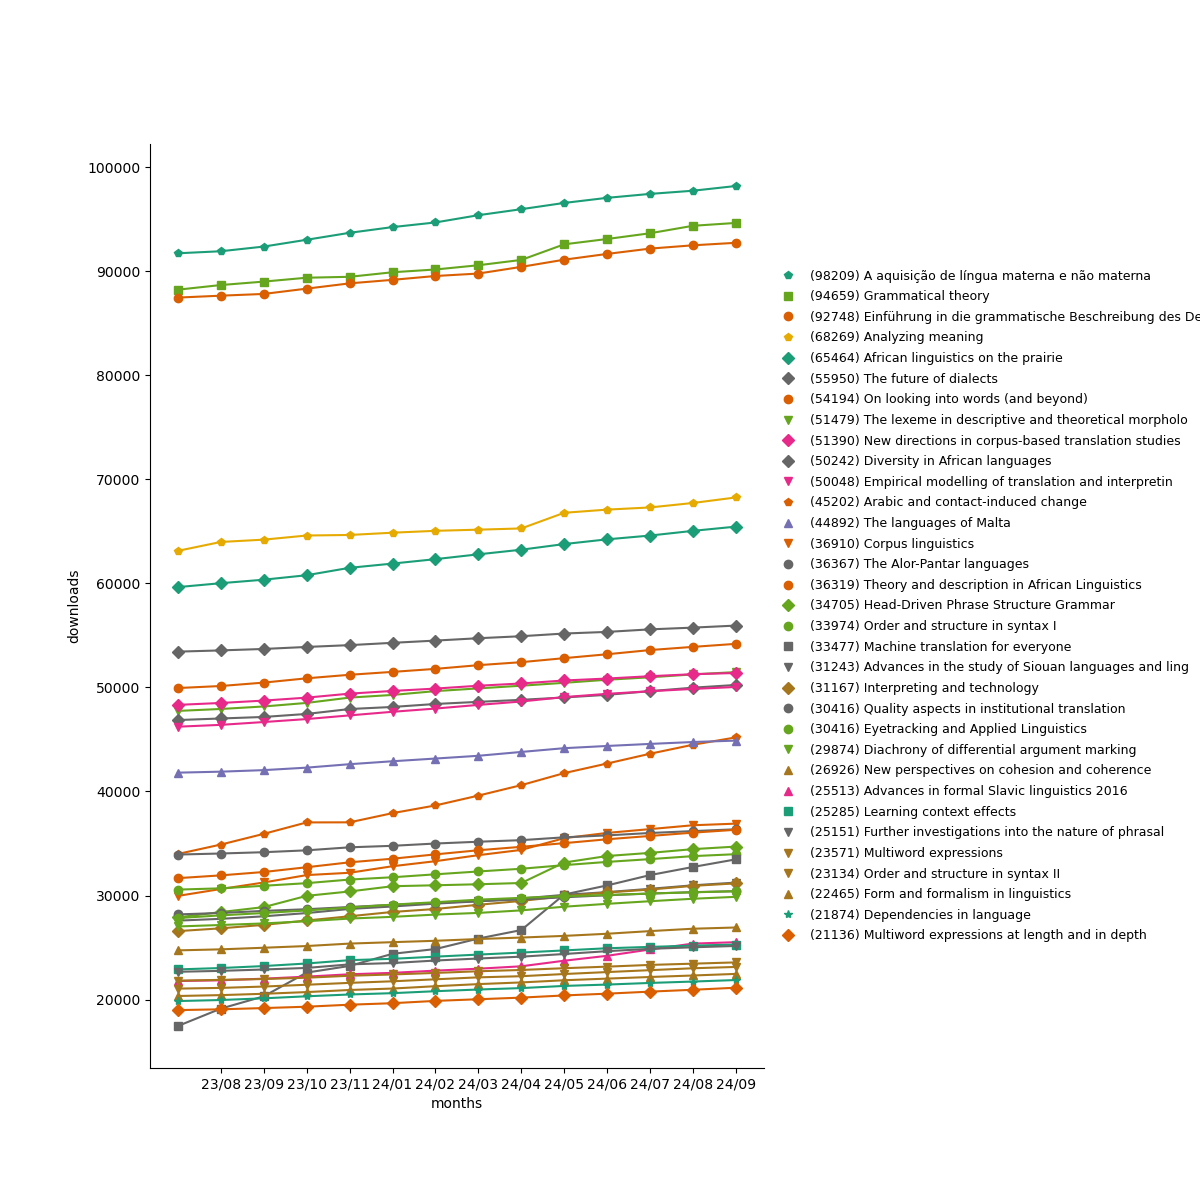 100000
90000
80000
70000
60000
50000
40000
30000
20000
downloads
23/08 23/09 23/10 23/11 24/01 24/02 24/03 24/04 24/05 24/06 24/07 24/08 24/09
months
(98209) A aquisição de língua materna e não materna
(94659) Grammatical theory
(92748) Einführung in die grammatische Beschreibung des De
(68269) Analyzing meaning
(65464) African linguistics on the prairie
(55950) The future of dialects
(54194) On looking into words (and beyond)
(51479) The lexeme in descriptive and theoretical morpholo
(51390) New directions in corpus-based translation studies
(50242) Diversity in African languages
(50048) Empirical modelling of translation and interpretin
(45202) Arabic and contact-induced change
(44892) The languages of Malta
(36910) Corpus linguistics
(36367) The Alor-Pantar languages
(36319) Theory and description in African Linguistics
(34705) Head-Driven Phrase Structure Grammar
(33974) Order and structure in syntax I
(33477) Machine translation for everyone
(31243) Advances in the study of Siouan languages and ling
(31167) Interpreting and technology
(30416) Quality aspects in institutional translation
(30416) Eyetracking and Applied Linguistics
(29874) Diachrony of differential argument marking
(26926) New perspectives on cohesion and coherence
(25513) Advances in formal Slavic linguistics 2016
(25285) Learning context effects
(25151) Further investigations into the nature of phrasal
(23571) Multiword expressions
(23134) Order and structure in syntax II
(22465) Form and formalism in linguistics
(21874) Dependencies in language
(21136) Multiword expressions at length and in depth